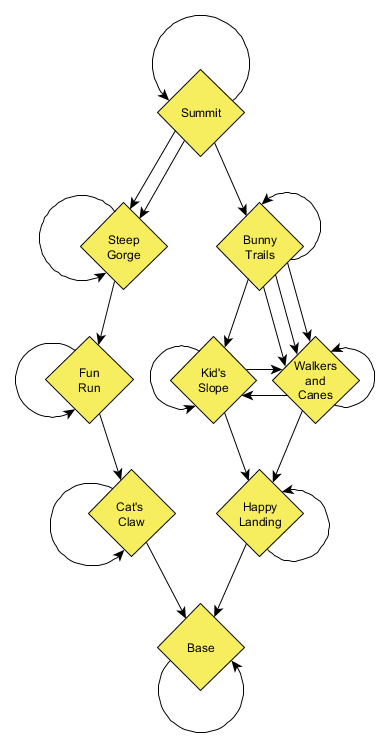 Summit
Steep
Gorge
Bunny
Trails
Fun
Run
Kid's
Slope
Walkers
and
Canes
Cat's
Claw
Happy
Landing
Base